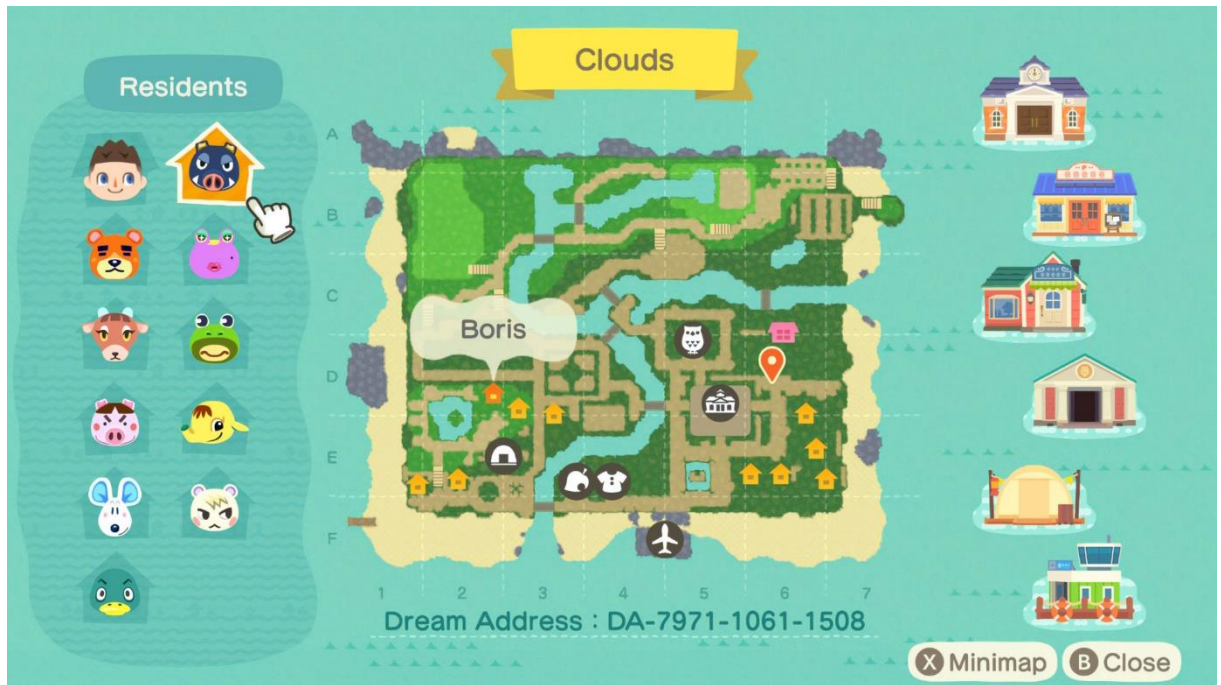 Clouds
Residents
A
B
C
Boris
D
E
F
1 2 3 4 5 6 7
Dream Address : DA-7971-1061-1508
X Minimap B Close